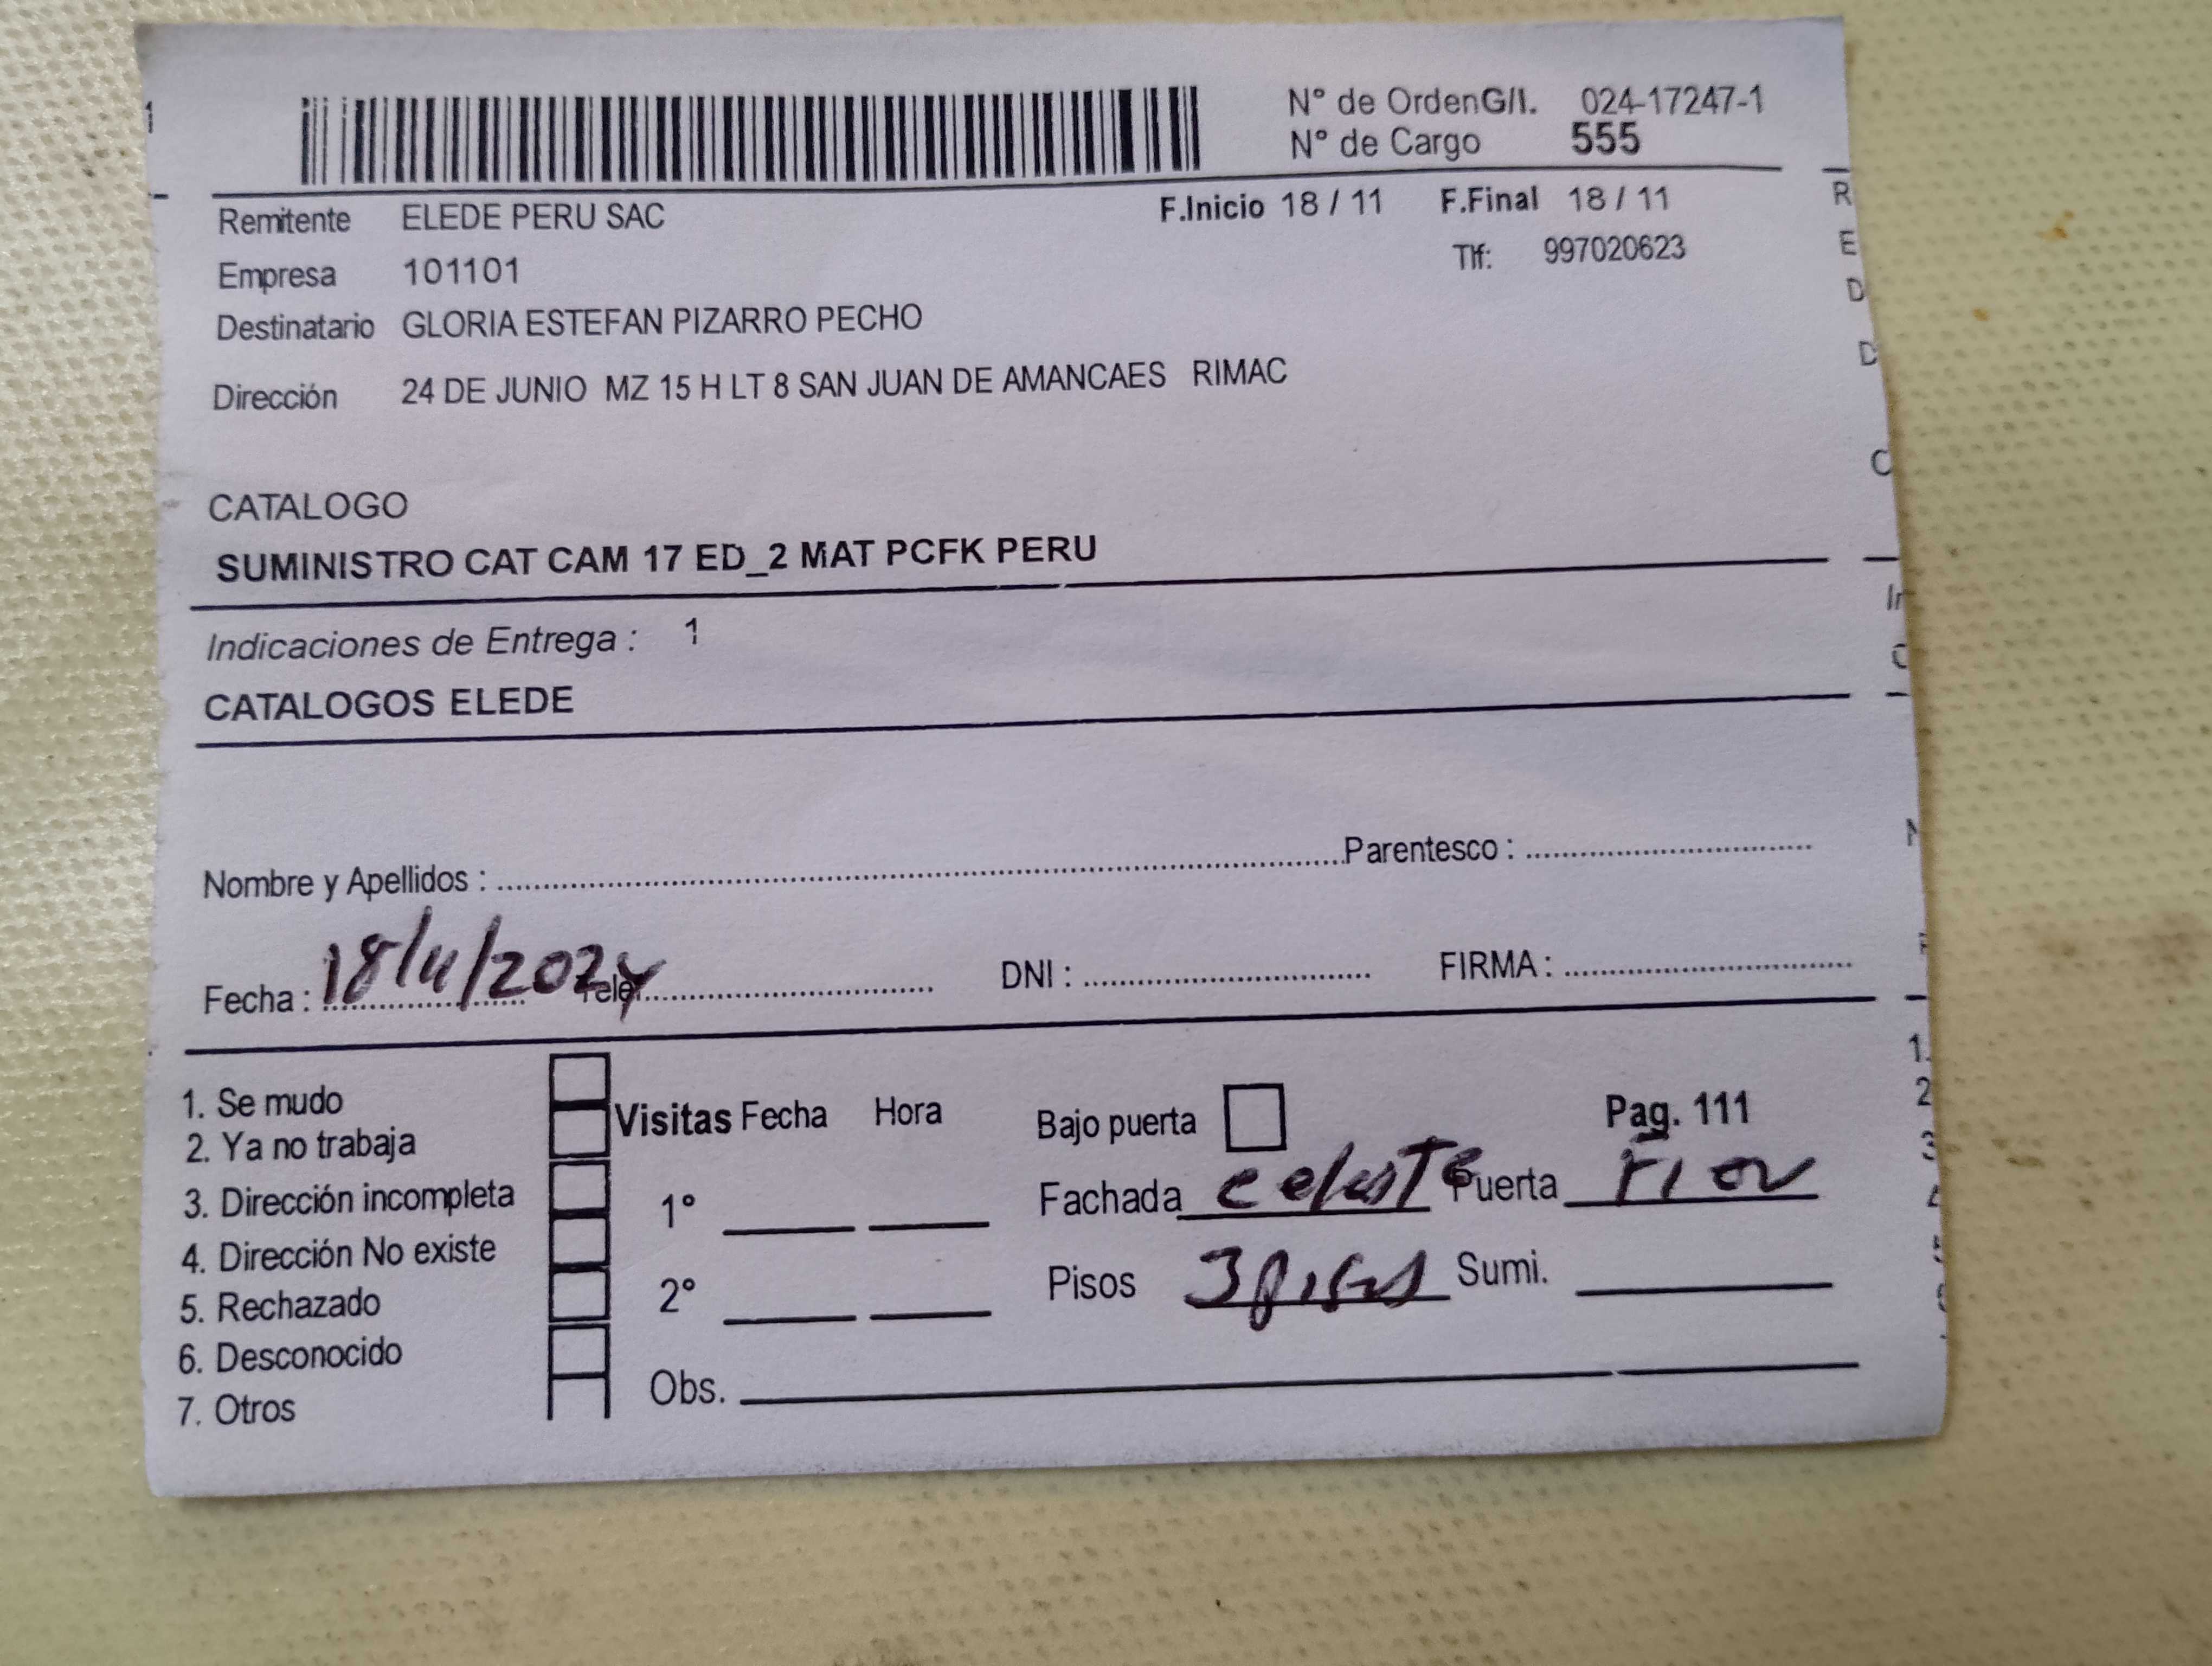 N° de OrdenG/I. 024-17247-1
N° de Cargo 555
Remitente ELEDE PERU SAC F.Inicio 18 / 11 F.Final 18 / 11
Empresa 101101 Tlf: 997020623
Destinatario GLORIA ESTEFAN PIZARRO PECHO
Dirección 24 DE JUNIO MZ 15 H LT 8 SAN JUAN DE AMANCAES RIMAC
CATALOGO
SUMINISTRO CAT CAM 17 ED_2 MAT PCFK PERU
Indicaciones de Entrega : 1
CATALOGOS ELEDE
Nombre y Apellidos : Parentesco :
Fecha : 18/11/2024 DNI : FIRMA :
1. Se mudo
2. Ya no trabaja
3. Dirección incompleta
4. Dirección No existe
5. Rechazado
6. Desconocido
7. Otros
Visitas Fecha Hora
1°
2°
Obs.
Bajo puerta Pag. 111
Fachada celeste Puerta
Pisos 3 pisos Sumi.